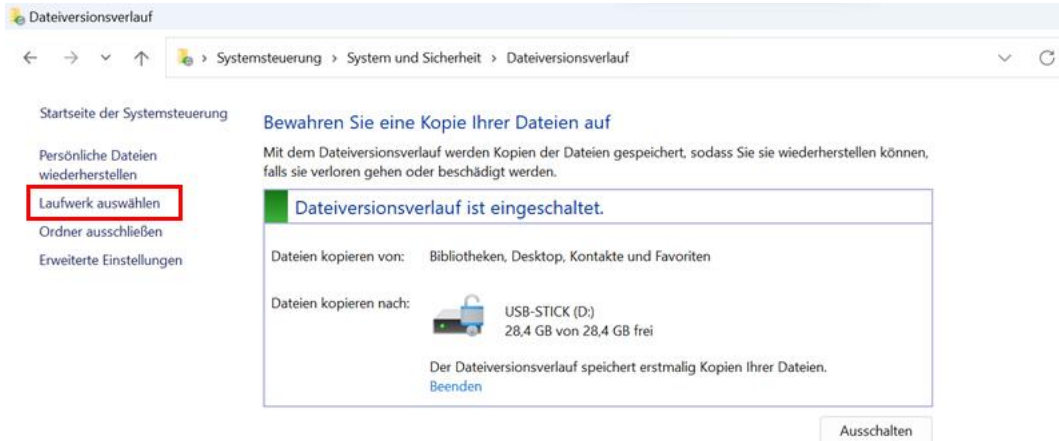 Dateiversionsverlauf
Systemsteuerung > System und Sicherheit > Dateiversionsverlauf
Startseite der Systemsteuerung
Persönliche Dateien
wiederherstellen
Laufwerk auswählen
Ordner ausschließen
Erweiterte Einstellungen
Bewahren Sie eine Kopie Ihrer Dateien auf
Mit dem Dateiversionsverlauf werden Kopien der Dateien gespeichert, sodass Sie sie wiederherstellen können,
falls sie verloren gehen oder beschädigt werden.
Dateiversionsverlauf ist eingeschaltet.
Dateien kopieren von: Bibliotheken, Desktop, Kontakte und Favoriten
Dateien kopieren nach:
USB-STICK (D:)
28,4 GB von 28,4 GB frei
Der Dateiversionsverlauf speichert erstmalig Kopien Ihrer Dateien.
Beenden
Ausschalten